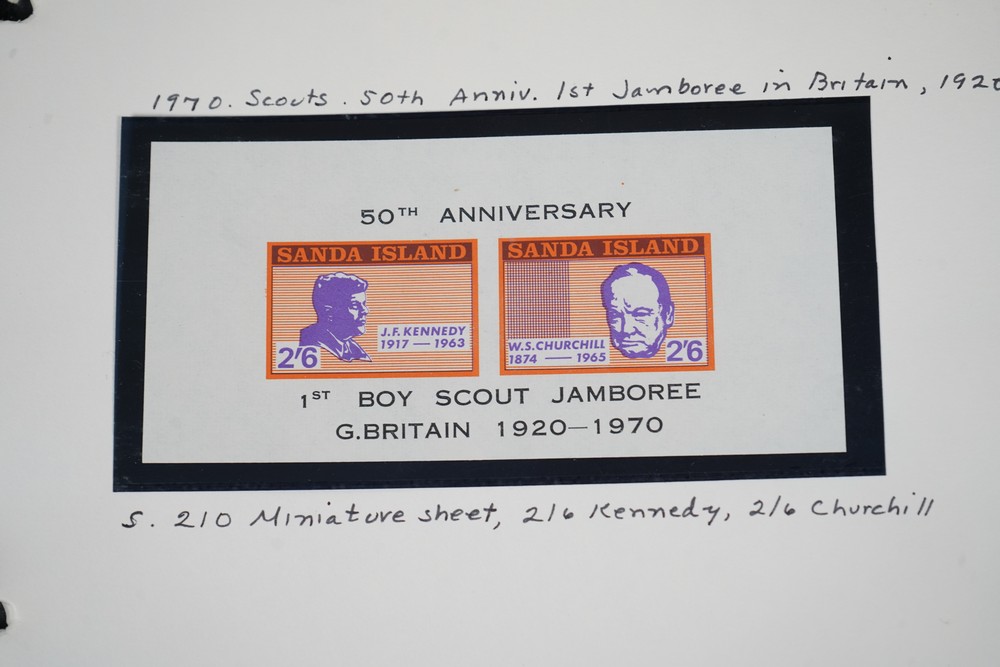 1970. Scouts. 50th Anniv. 1st Jamboree in Britain, 1920
50TH ANNIVERSARY
SANDA ISLAND
J.F. KENNEDY
1917 — 1963
2'6
SANDA ISLAND
W.S. CHURCHILL
1874 — 1965
2'6
1ST BOY SCOUT JAMBOREE
G.BRITAIN 1920—1970
S. 210 Miniature sheet, 2/6 Kennedy, 2/6 Churchill